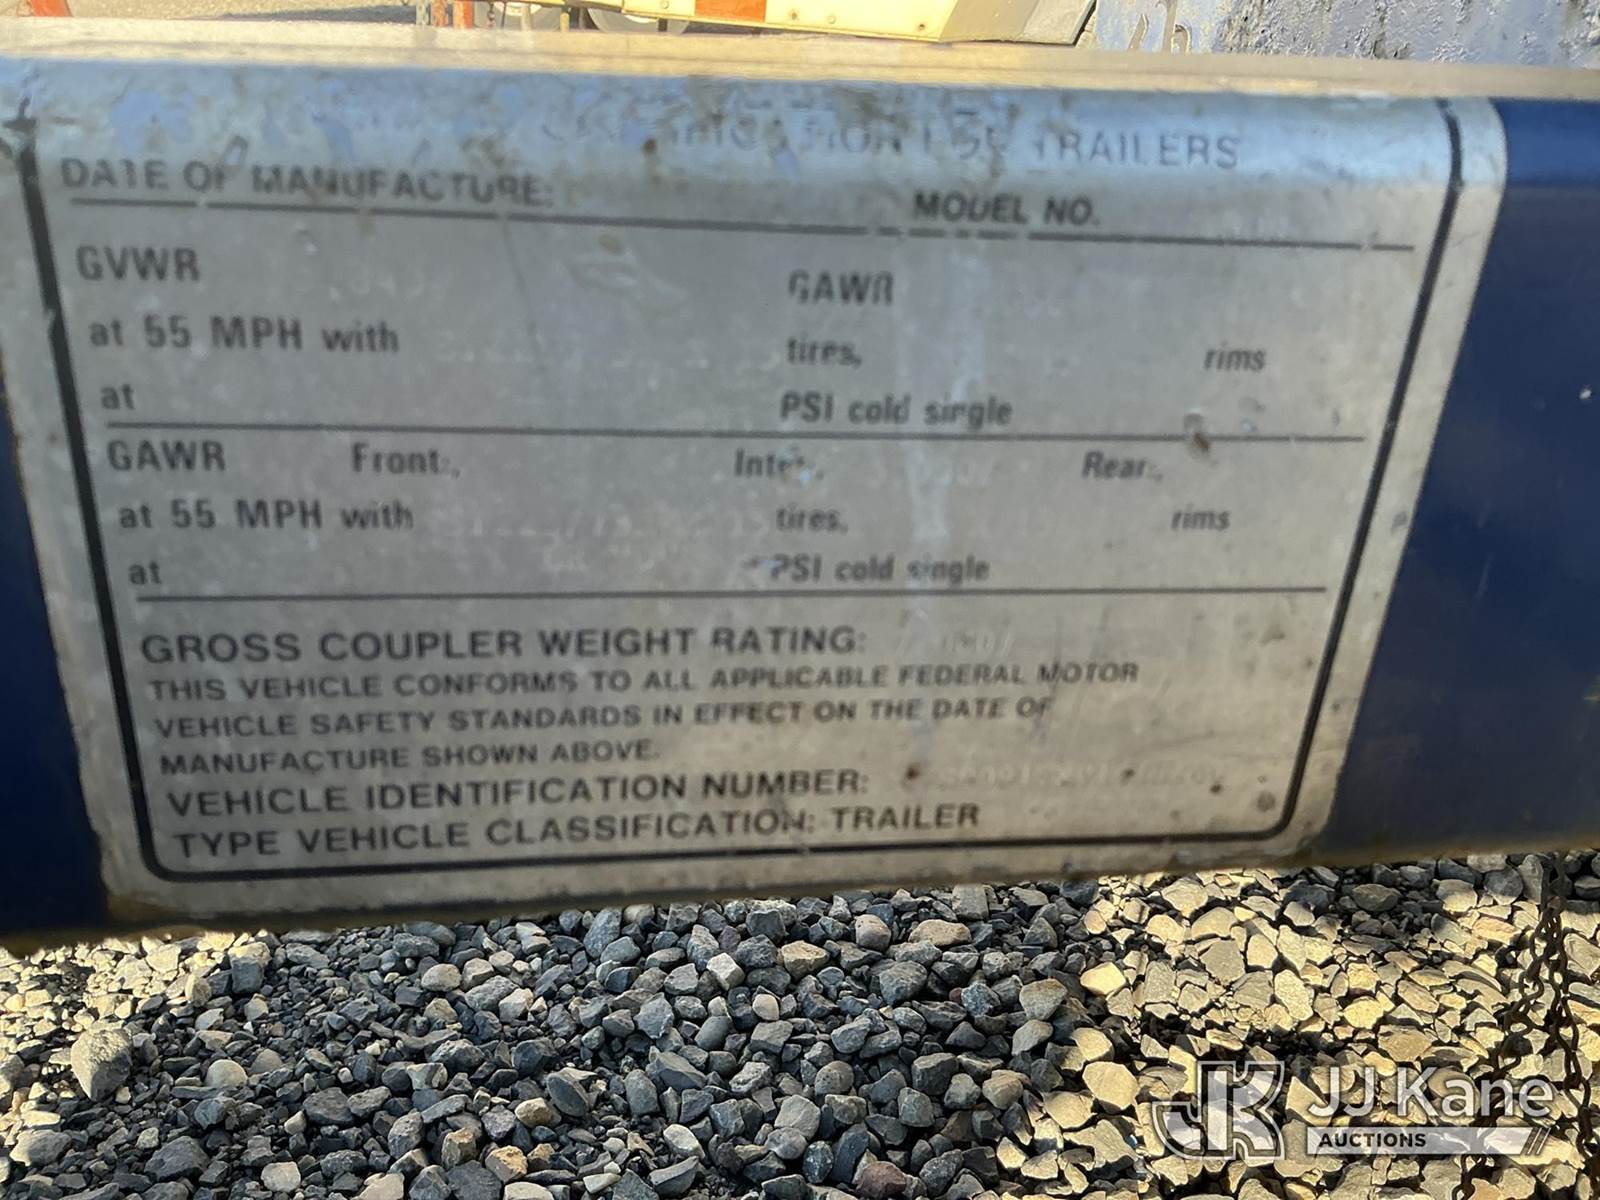 TRAILERS
DATE OF MANUFACTURE: MODEL NO.
GVWR GAWR
at 55 MPH with tires, rims
at PSI cold single
GAWR Front:, Inter:, Rear:,
at 55 MPH with tires, rims
at PSI cold single
GROSS COUPLER WEIGHT RATING:
THIS VEHICLE CONFORMS TO ALL APPLICABLE FEDERAL MOTOR
VEHICLE SAFETY STANDARDS IN EFFECT ON THE DATE OF
MANUFACTURE SHOWN ABOVE.
VEHICLE IDENTIFICATION NUMBER:
TYPE VEHICLE CLASSIFICATION: TRAILER
JJK JJ Kane
AUCTIONS